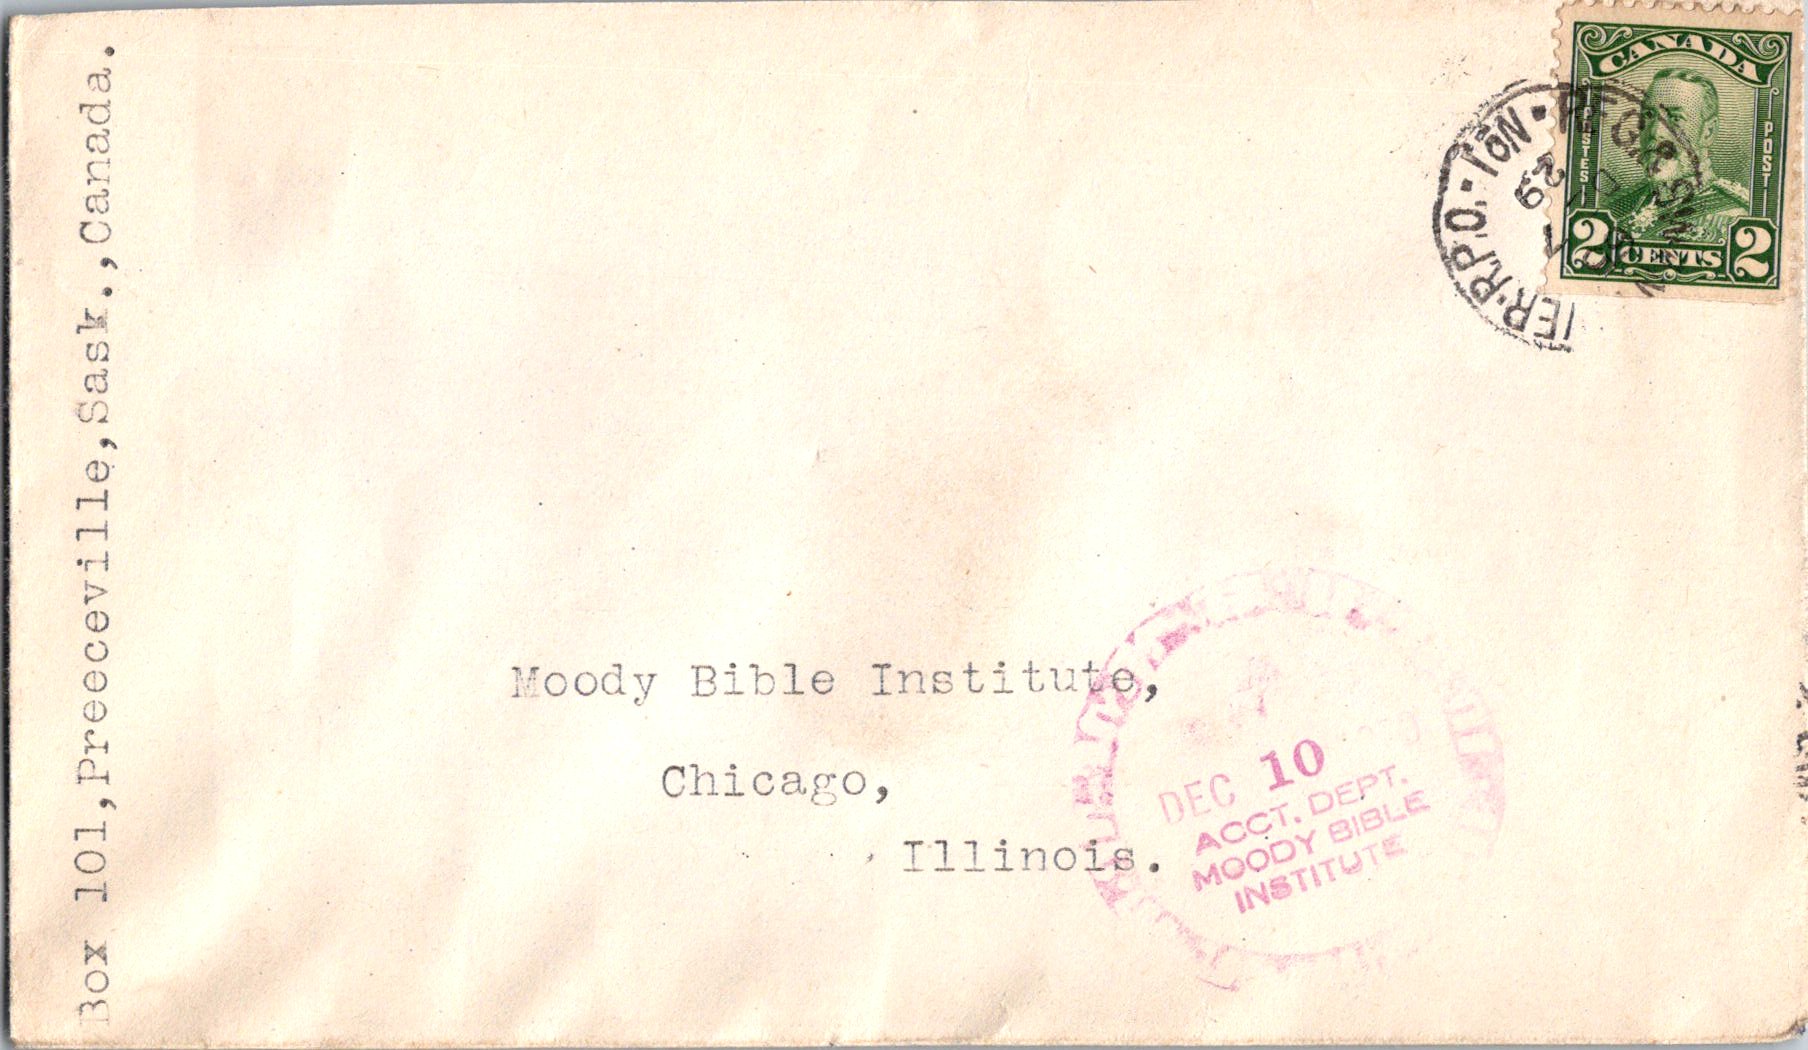 Box 101,Preeceville,Sask.,Canada.
CANADA
POSTES
POSTAGE
2 CENTS 2
R.P.O.
Moody Bible Institute,
Chicago,
Illinois.
DEC 10
ACCT. DEPT.
MOODY BIBLE
INSTITUTE